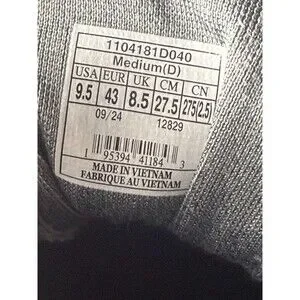 1104181D040
Medium(D)
USA EUR UK CM CN
9.5 43 8.5 27.5 275(2.5)
09/24 12829
1 95394 41184 3
MADE IN VIETNAM
FABRIQUE AU VIETNAM